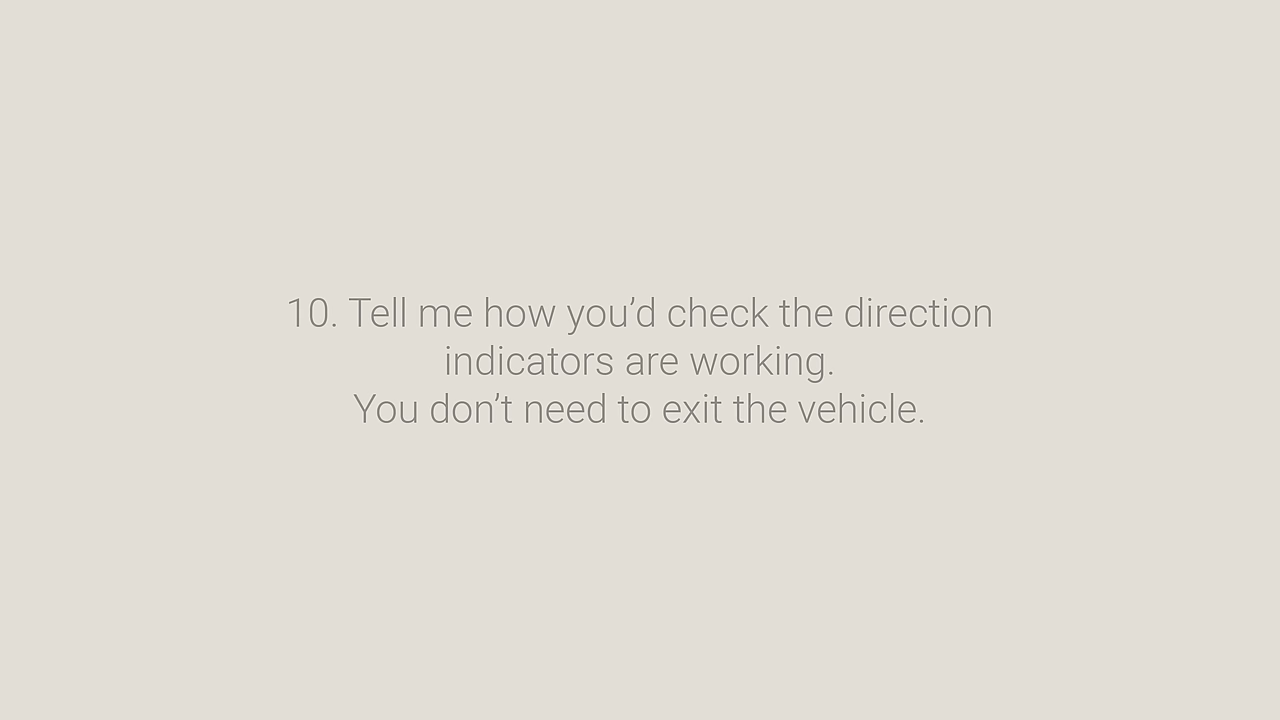 10. Tell me how you’d check the direction
indicators are working.
You don’t need to exit the vehicle.